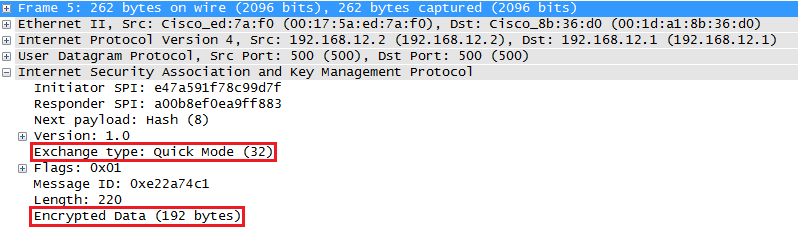 Frame 5: 262 bytes on wire (2096 bits), 262 bytes captured (2096 bits)
Ethernet II, Src: Cisco_ed:7a:f0 (00:17:5a:ed:7a:f0), Dst: Cisco_8b:36:d0 (00:1d:a1:8b:36:d0)
Internet Protocol Version 4, Src: 192.168.12.2 (192.168.12.2), Dst: 192.168.12.1 (192.168.12.1)
User Datagram Protocol, Src Port: 500 (500), Dst Port: 500 (500)
Internet Security Association and Key Management Protocol
Initiator SPI: e47a591f78c99d7f
Responder SPI: a00b8ef0ea9ff883
Next payload: Hash (8)
Version: 1.0
Exchange type: Quick Mode (32)
Flags: 0x01
Message ID: 0xe22a74c1
Length: 220
Encrypted Data (192 bytes)